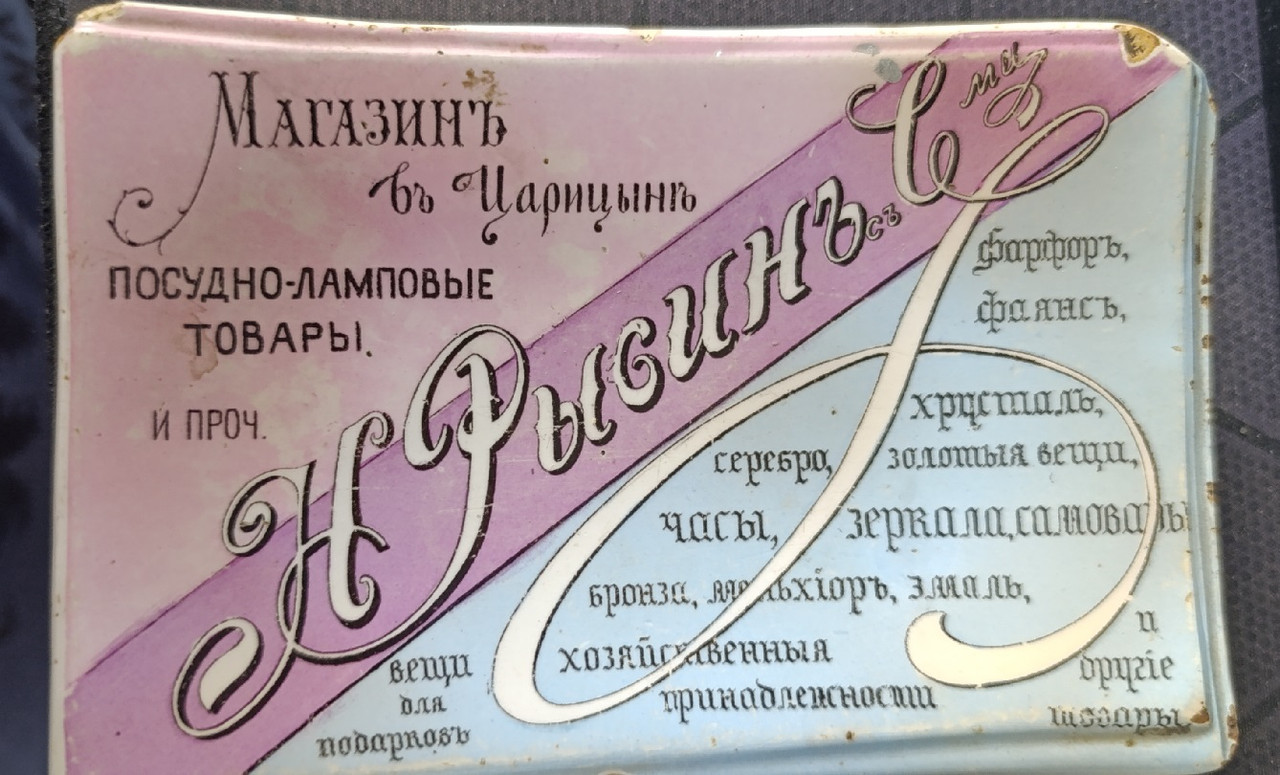 Магазинъ
въ Царицынѣ
ПОСУДНО-ЛАМПОВЫЕ
ТОВАРЫ.
И ПРОЧ.
Н Рысинъ съ С ми
фарфоръ,
фаянсъ,
хрусталь,
серебро, золотыя вещи,
часы, зеркала, самовары
бронза, мельхіоръ, эмаль,
хозяйственныя
принадлежности
вещи
для
подарковъ
и
другіе
товары